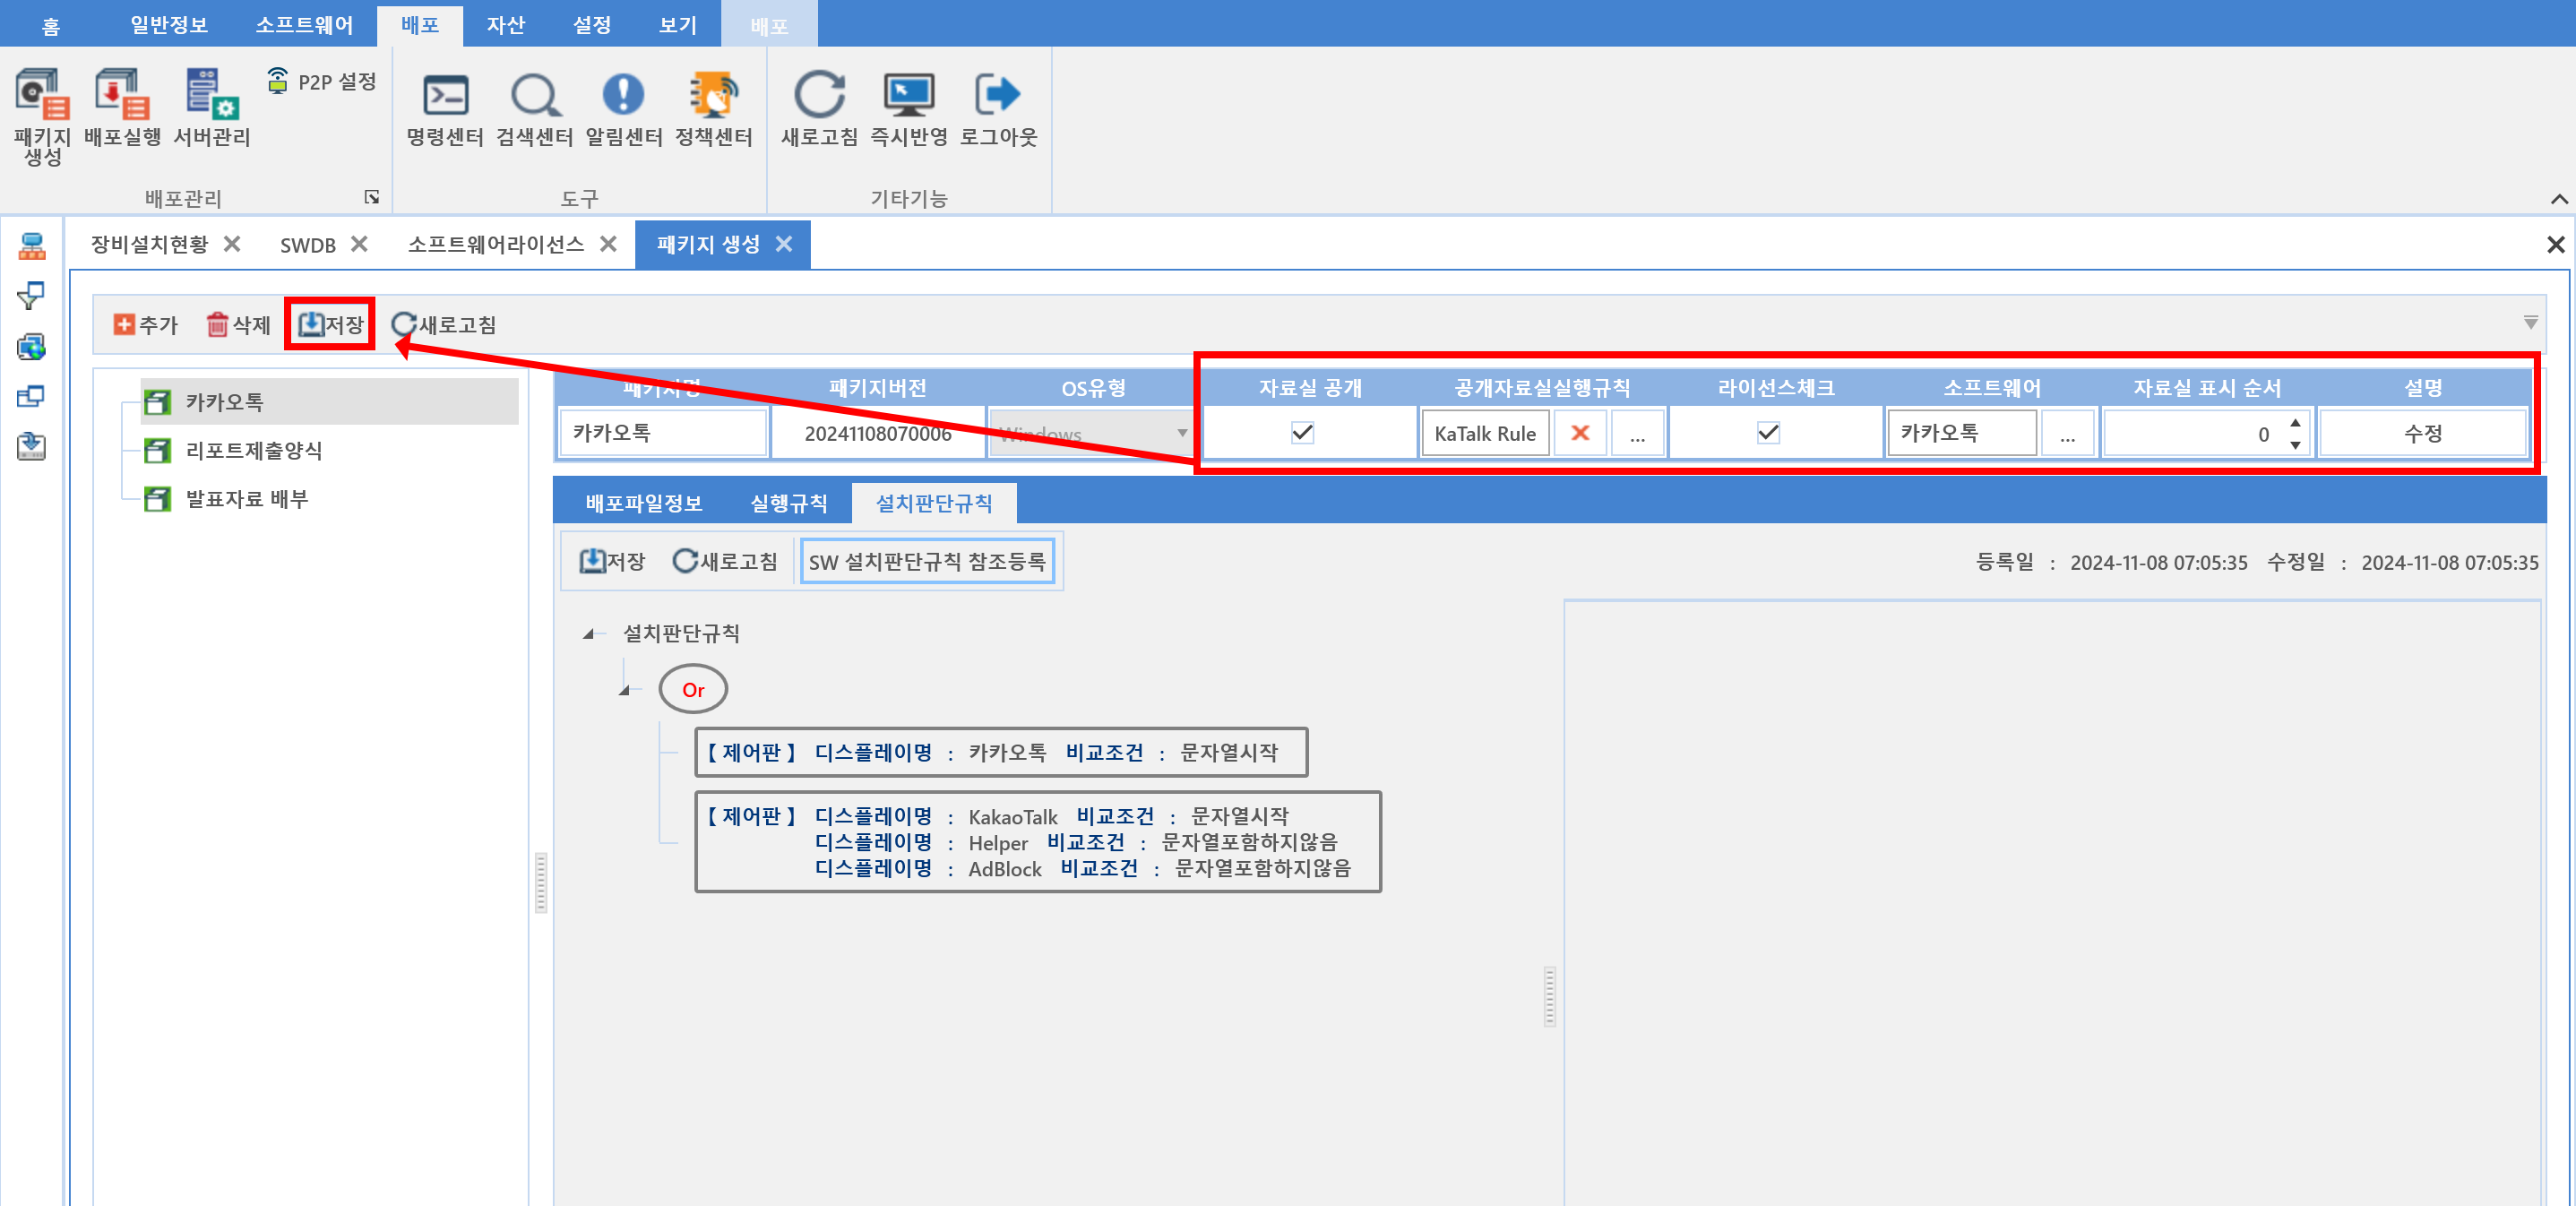 홈 일반정보 소프트웨어 배포 자산 설정 보기 배포
패키지 생성 배포실행 서버관리 P2P 설정 명령센터 검색센터 알림센터 정책센터 새로고침 즉시반영 로그아웃
배포관리 도구 기타기능
장비설치현황 SWDB 소프트웨어라이선스 패키지 생성
추가 삭제 저장 새로고침
카카오톡
리포트제출양식
발표자료 배부
패키지명 패키지버전 OS유형 자료실 공개 공개자료실실행규칙 라이선스체크 소프트웨어 자료실 표시 순서 설명
카카오톡 20241108070006 Windows KaTalk Rule ... 카카오톡 ... 0 수정
배포파일정보 실행규칙 설치판단규칙
저장 새로고침 SW 설치판단규칙 참조등록 등록일 : 2024-11-08 07:05:35 수정일 : 2024-11-08 07:05:35
설치판단규칙
Or
【 제어판 】 디스플레이명 : 카카오톡 비교조건 : 문자열시작
【 제어판 】 디스플레이명 : KakaoTalk 비교조건 : 문자열시작
디스플레이명 : Helper 비교조건 : 문자열포함하지않음
디스플레이명 : AdBlock 비교조건 : 문자열포함하지않음